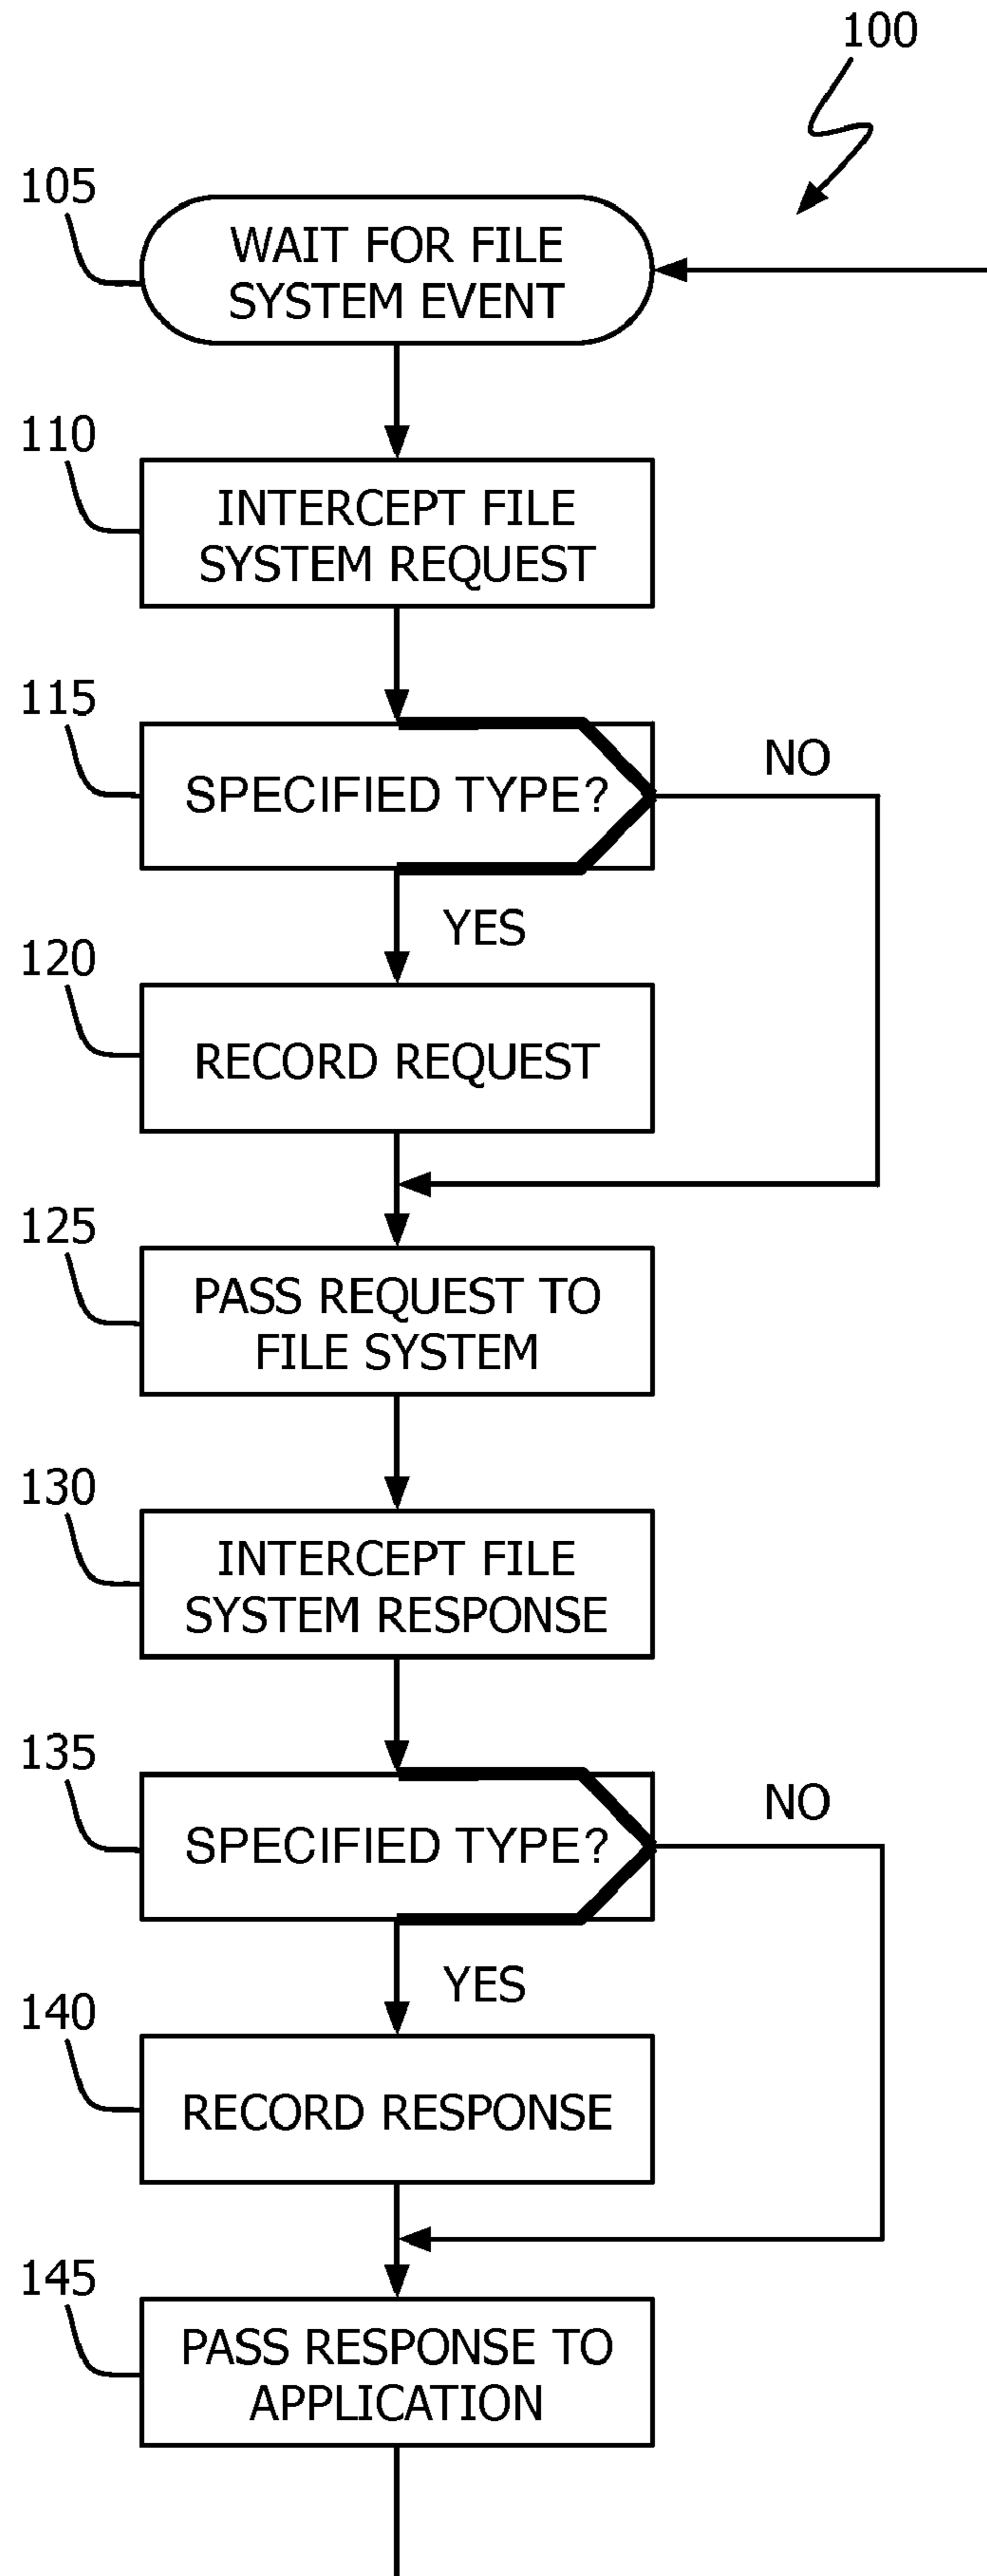 100
105
WAIT FOR FILE
SYSTEM EVENT
110
INTERCEPT FILE
SYSTEM REQUEST
115
SPECIFIED TYPE?
NO
YES
120
RECORD REQUEST
125
PASS REQUEST TO
FILE SYSTEM
130
INTERCEPT FILE
SYSTEM RESPONSE
135
SPECIFIED TYPE?
NO
YES
140
RECORD RESPONSE
145
PASS RESPONSE TO
APPLICATION